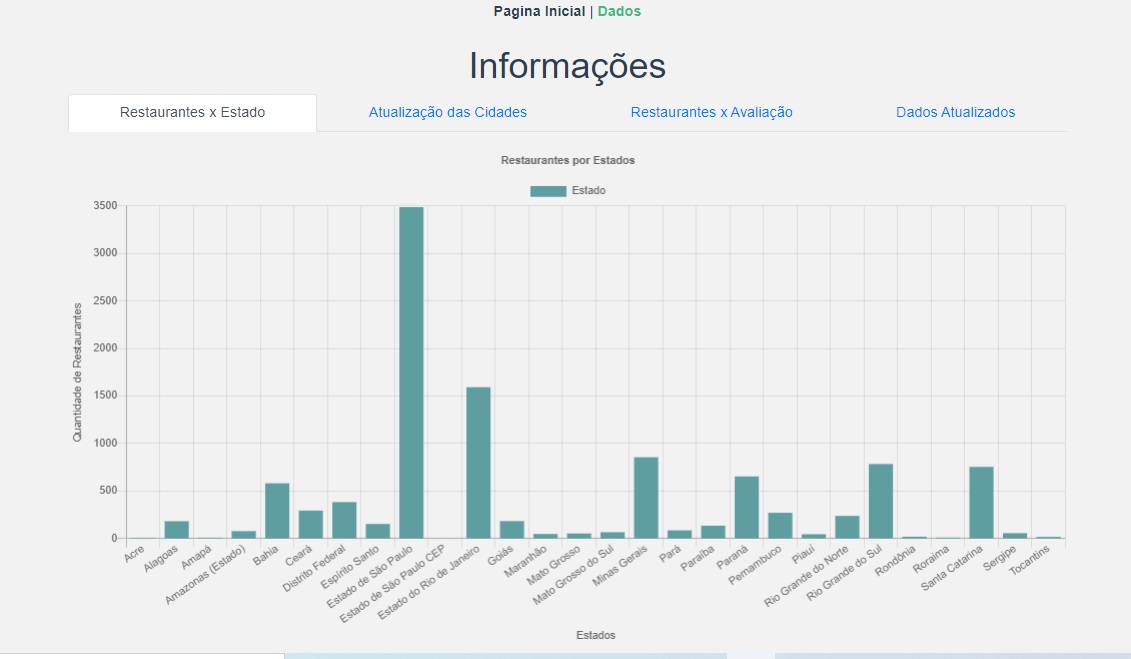 Pagina Inicial | Dados
Informações
Restaurantes x Estado
Atualização das Cidades
Restaurantes x Avaliação
Dados Atualizados
Restaurantes por Estados
Estado
Quantidade de Restaurantes
3500
3000
2500
2000
1500
1000
500
0
Acre
Alagoas
Amapá
Amazonas (Estado)
Bahia
Ceará
Distrito Federal
Espírito Santo
Estado de São Paulo
Estado de São Paulo CEP
Estado do Rio de Janeiro
Goiás
Maranhão
Mato Grosso
Mato Grosso do Sul
Minas Gerais
Pará
Paraíba
Paraná
Pernambuco
Piauí
Rio Grande do Norte
Rio Grande do Sul
Rondônia
Roraima
Santa Catarina
Sergipe
Tocantins
Estados